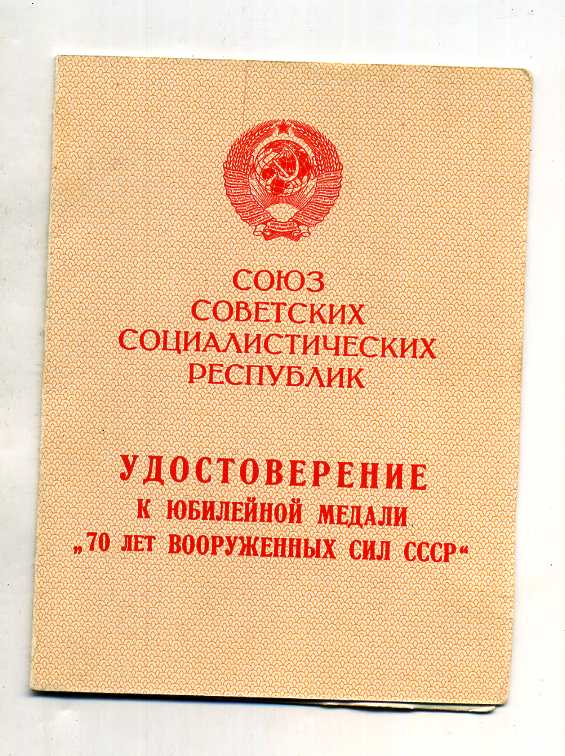 СОЮЗ
СОВЕТСКИХ
СОЦИАЛИСТИЧЕСКИХ
РЕСПУБЛИК
УДОСТОВЕРЕНИЕ
К ЮБИЛЕЙНОЙ МЕДАЛИ
„70 ЛЕТ ВООРУЖЕННЫХ СИЛ СССР“